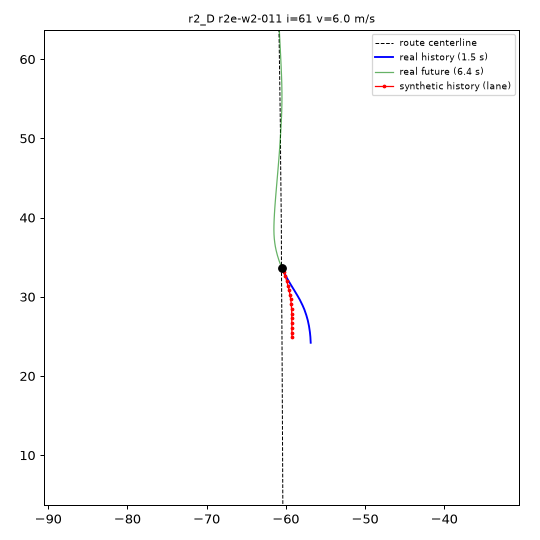 r2_D r2e-w2-011 i=61 v=6.0 m/s
route centerline
real history (1.5 s)
real future (6.4 s)
synthetic history (lane)
60
50
40
30
20
10
−90
−80
−70
−60
−50
−40